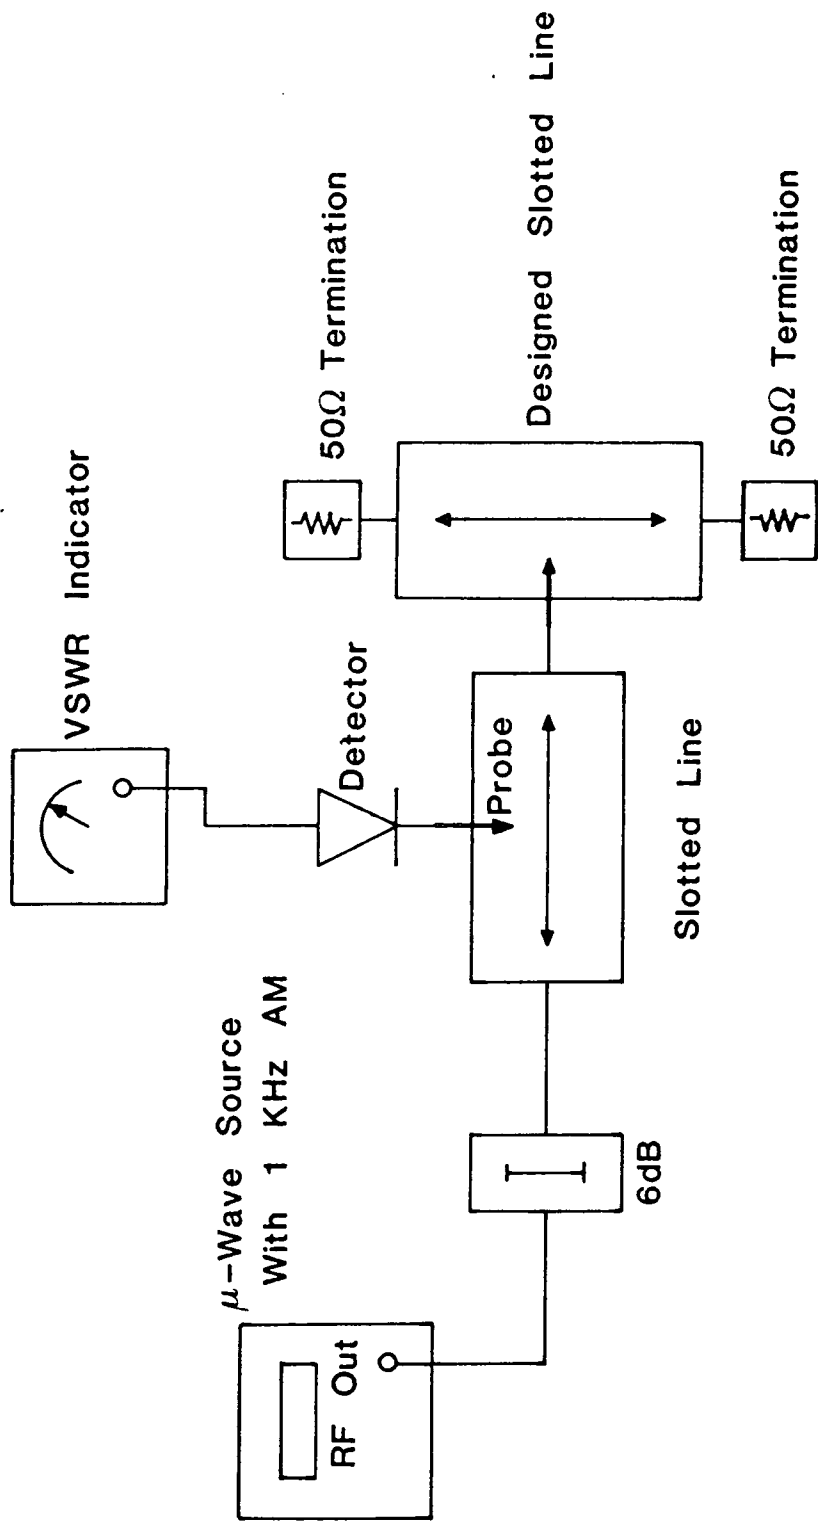 VSWR Indicator
50Ω Termination
μ-Wave Source
With 1 KHz AM
Detector
Designed Slotted Line
RF Out
Probe
6dB
Slotted Line
50Ω Termination